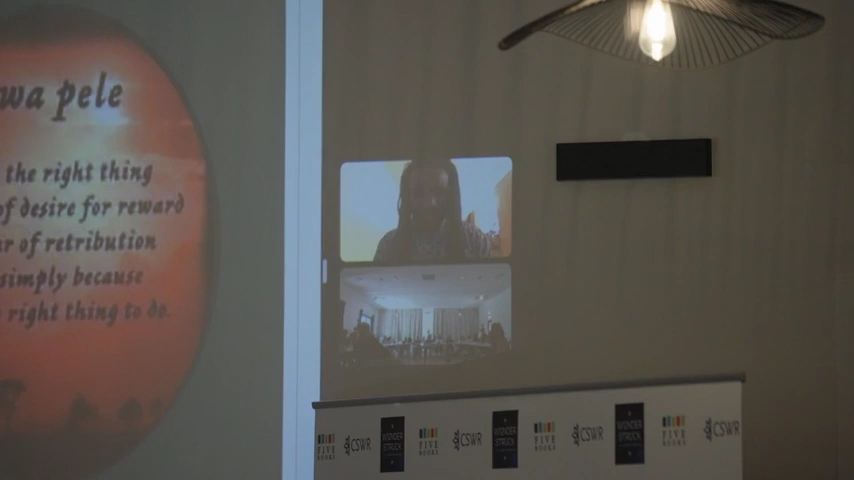 wa pele
the right thing
of desire for reward
r of retribution
simply because
right thing to do.
FIVE BOOKS
CSWR
WONDER STRUCK
FIVE BOOKS
CSWR
WONDER STRUCK
FIVE BOOKS
CSWR
WONDER STRUCK
FIVE BOOKS
CSWR